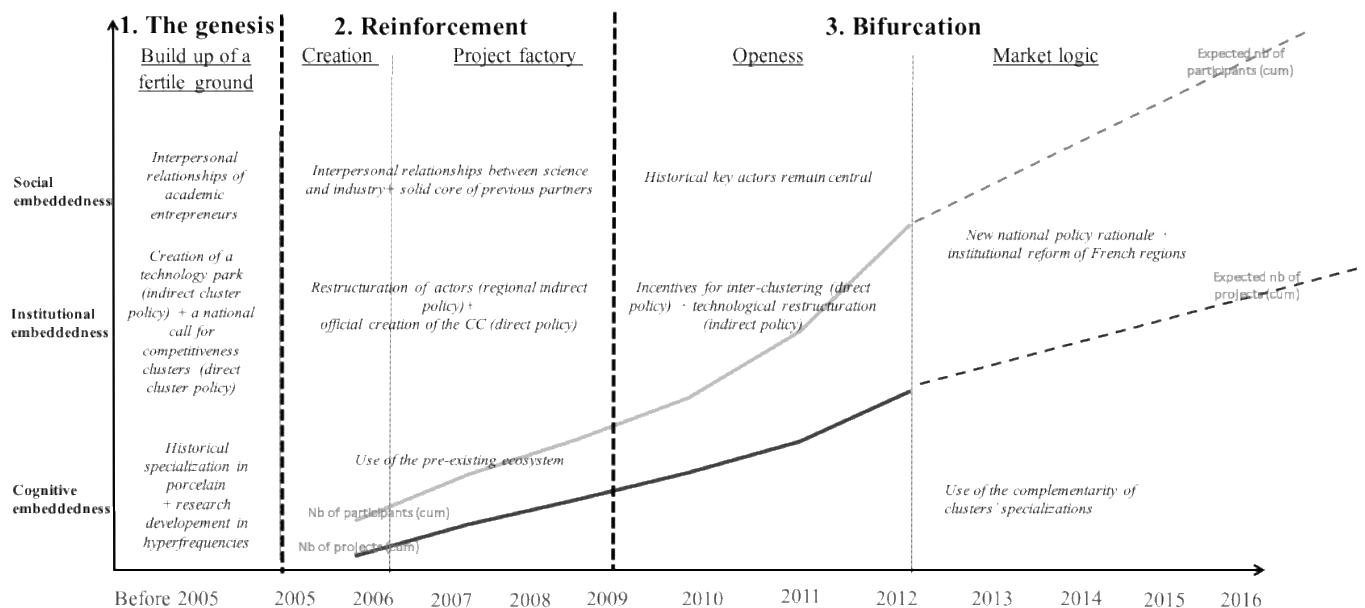 1. The genesis
2. Reinforcement
3. Bifurcation
Build up of a
fertile ground
Creation
Project factory
Openess
Market logic
Expected nb of
participants (cum)
Social
embeddedness
Interpersonal
relationships of
academic
entrepreneurs
Interpersonal relationships between science
and industry + solid core of previous partners
Historical key actors remain central
New national policy rationale ·
institutional reform of French regions
Institutional
embeddedness
Creation of a
technology park
(indirect cluster
policy) + a national
call for
competitiveness
clusters (direct
cluster policy)
Restructuration of actors (regional indirect
policy) +
official creation of the CC (direct policy)
Incentives for inter-clustering (direct
policy) · technological restructuration
(indirect policy)
Expected nb of
projects (cum)
Cognitive
embeddedness
Historical
specialization in
porcelain
+ research
developement in
hyperfrequencies
Use of the pre-existing ecosystem
Use of the complementarity of
clusters' specializations
Nb of participants (cum)
Nb of projects (cum)
Before 2005 2005 2006 2007 2008 2009 2010 2011 2012 2013 2014 2015 2016